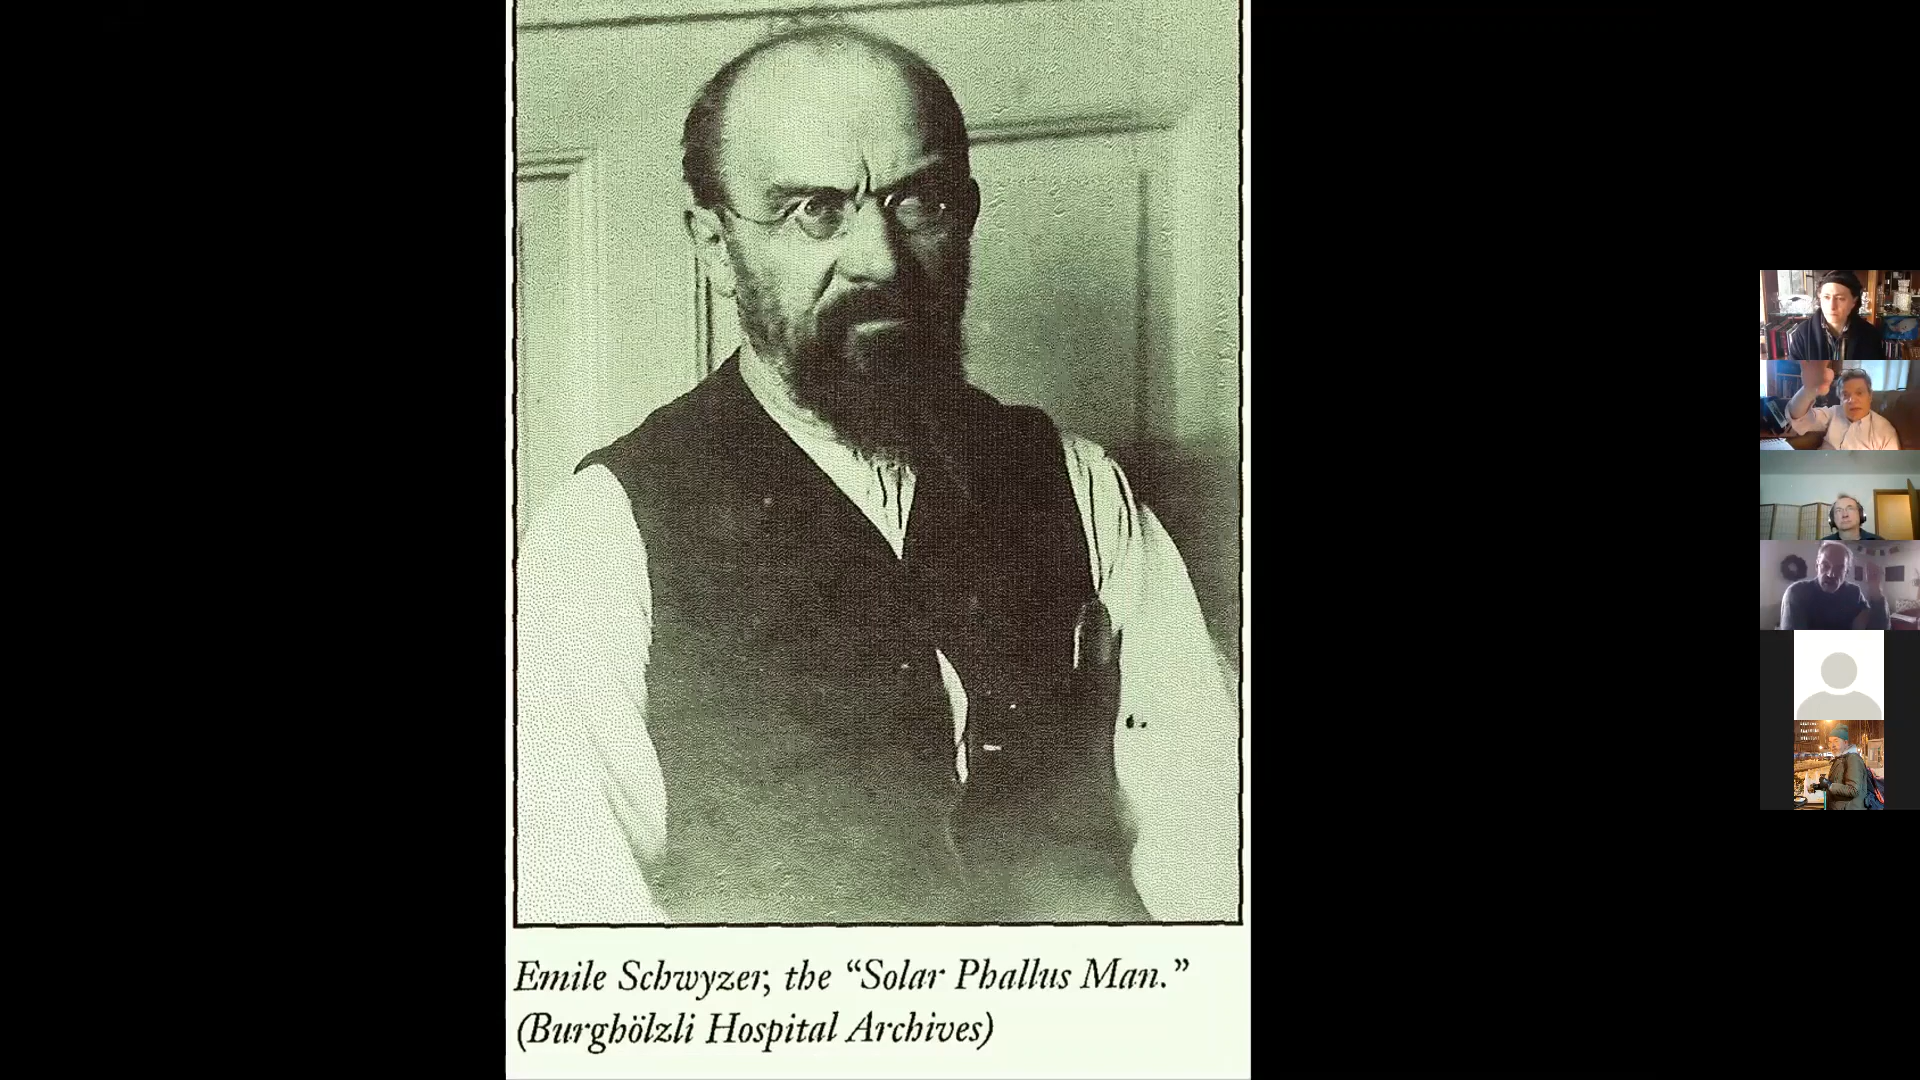 Emile Schwyzer, the “Solar Phallus Man.”
(Burghölzli Hospital Archives)